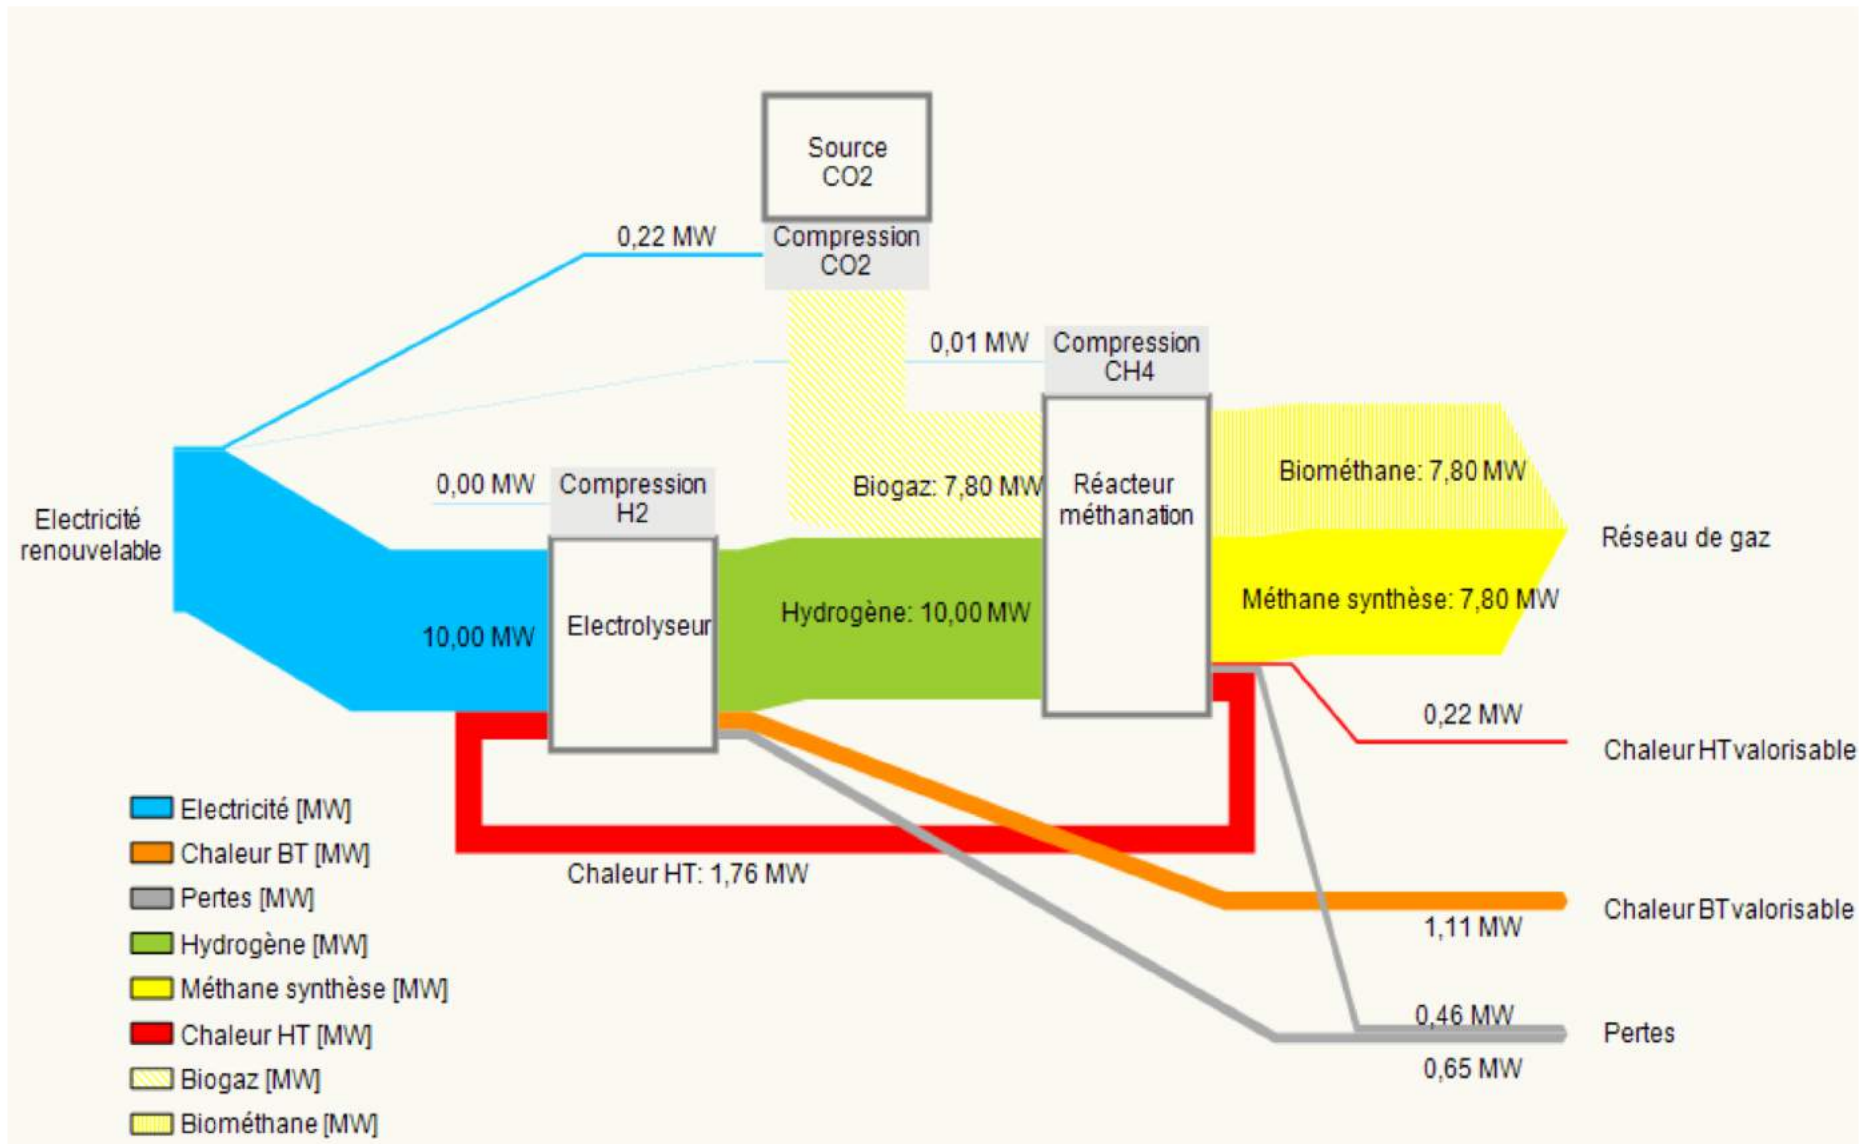 Source
CO2
0,22 MW
Compression
CO2
0,01 MW
Compression
CH4
0,00 MW
Compression
H2
Biogaz: 7,80 MW
Réacteur
méthanation
Biométhane: 7,80 MW
Electricité
renouvelable
Réseau de gaz
10,00 MW
Electrolyseur
Hydrogène: 10,00 MW
Méthane synthèse: 7,80 MW
0,22 MW
Chaleur HT valorisable
Chaleur HT: 1,76 MW
1,11 MW
Chaleur BT valorisable
0,46 MW
Pertes
0,65 MW
Electricité [MW]
Chaleur BT [MW]
Pertes [MW]
Hydrogène [MW]
Méthane synthèse [MW]
Chaleur HT [MW]
Biogaz [MW]
Biométhane [MW]